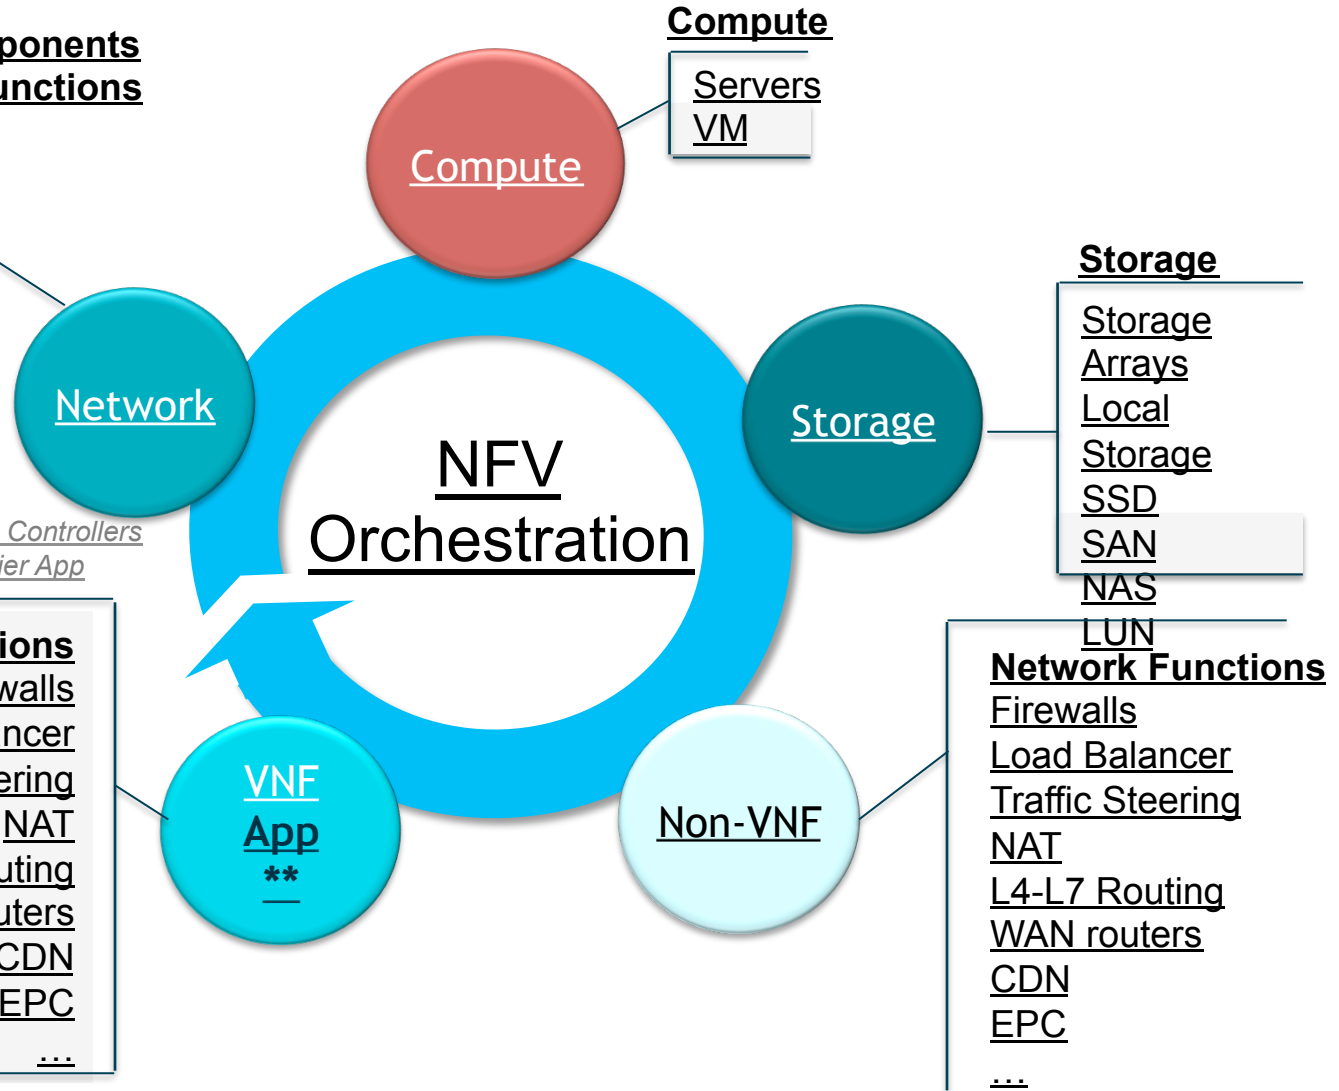 ponents
unctions
Compute
Servers
VM
Compute
Storage
Storage
Arrays
Local
Storage
SSD
SAN
NAS
LUN
Network
Storage
NFV
Orchestration
Controllers
ier App
ions
walls
ncer
ering
NAT
uting
uters
CDN
EPC
...
VNF
App
**
Non-VNF
Network Functions
Firewalls
Load Balancer
Traffic Steering
NAT
L4-L7 Routing
WAN routers
CDN
EPC
...